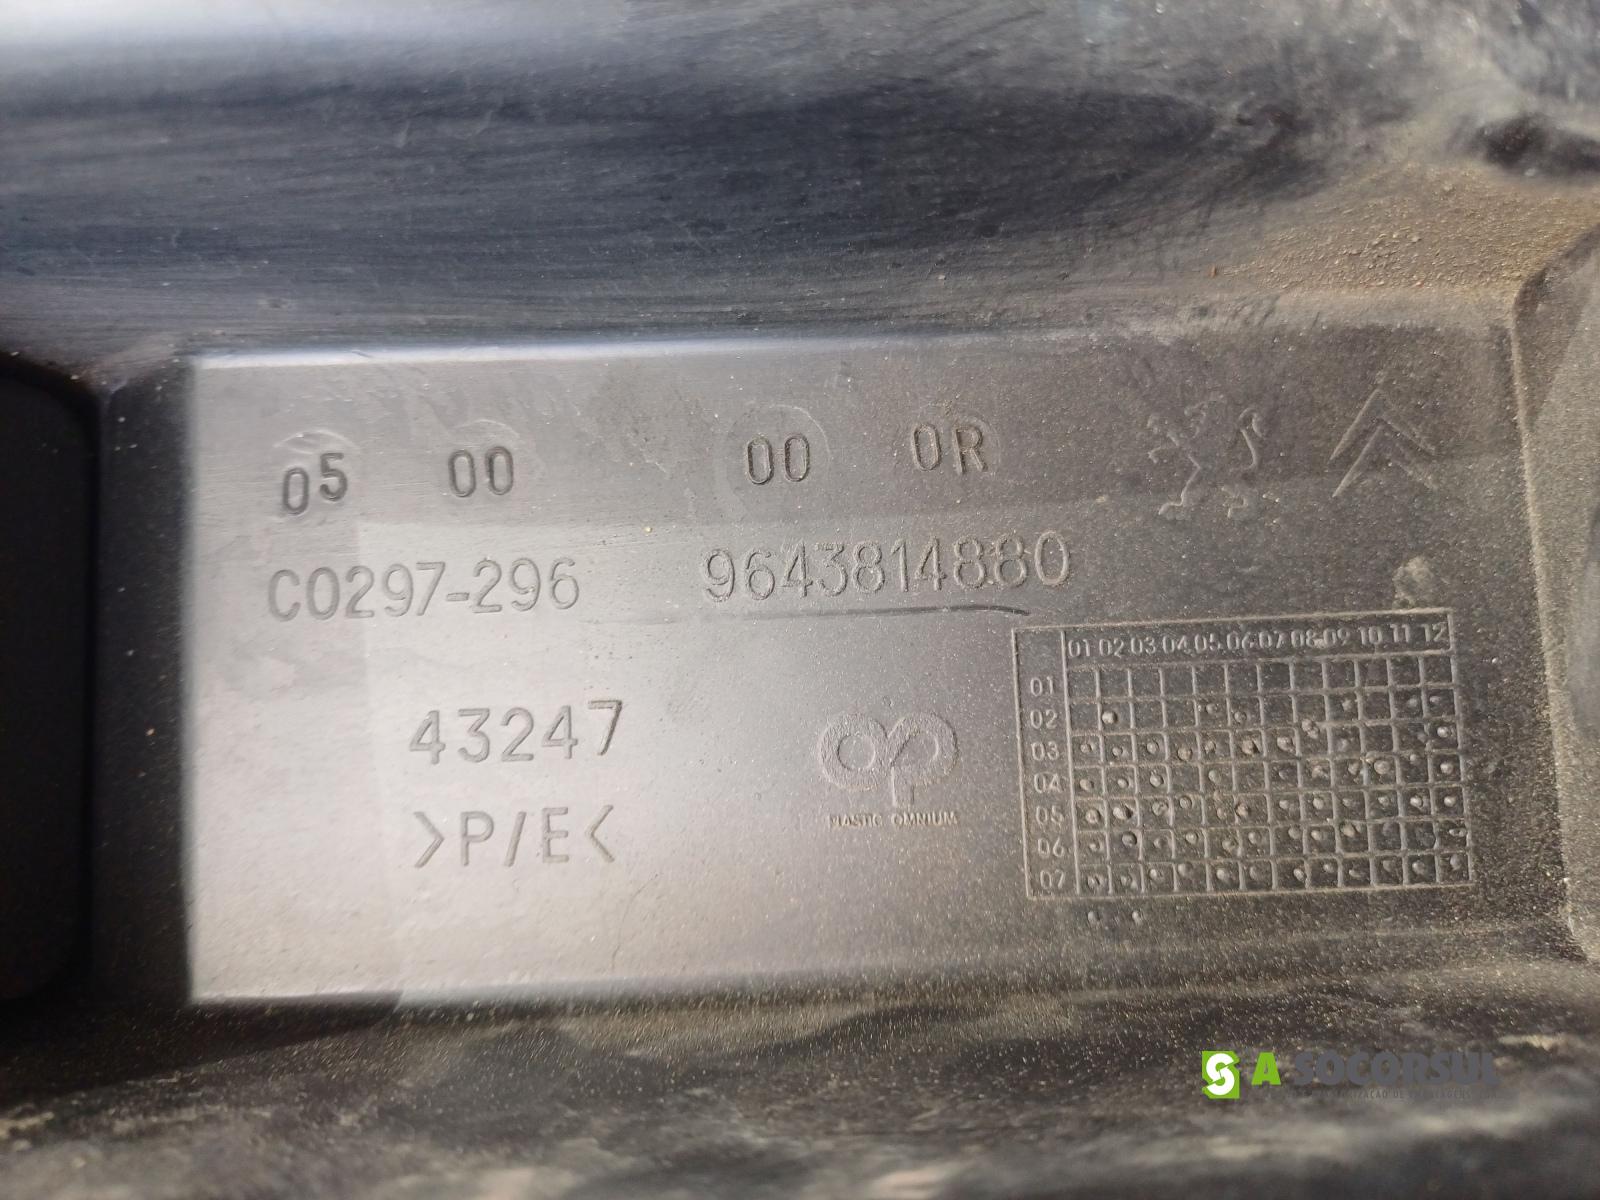 05 00 00 0R
C0297-296 9643814880
01 02 03 04 05 06 07 08 09 10 11 12
01
02
03
04
05
06
07
43247
>P/E<
PLASTIC OMNIUM
A SOCORSUL